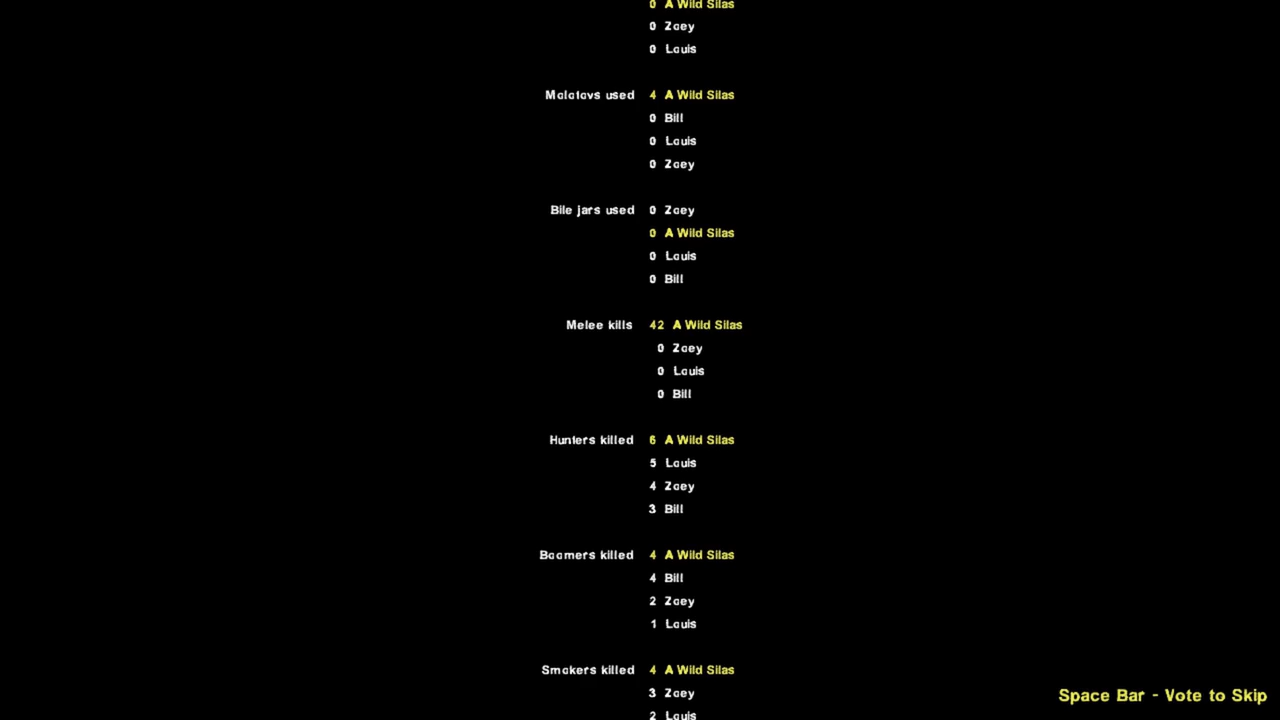 0 A Wild Silas
0 Zoey
0 Louis
Molotovs used 4 A Wild Silas
0 Bill
0 Louis
0 Zoey
Bile jars used 0 Zoey
0 A Wild Silas
0 Louis
0 Bill
Melee kills 42 A Wild Silas
0 Zoey
0 Louis
0 Bill
Hunters killed 6 A Wild Silas
5 Louis
4 Zoey
3 Bill
Boomers killed 4 A Wild Silas
4 Bill
2 Zoey
1 Louis
Smokers killed 4 A Wild Silas
3 Zoey
2 Louis
Space Bar - Vote to Skip